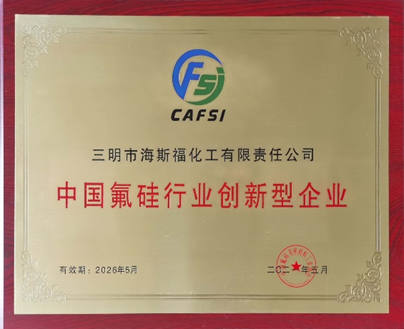 FSi
CAFSI
三明市海斯福化工有限责任公司
中国氟硅行业创新型企业
有效期：2026年5月
五月